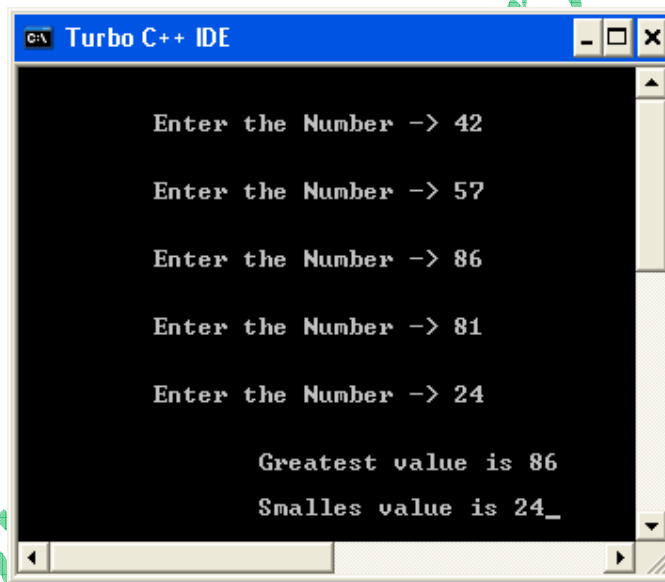 Turbo C++ IDE
Enter the Number -> 42
Enter the Number -> 57
Enter the Number -> 86
Enter the Number -> 81
Enter the Number -> 24
Greatest value is 86
Smalles value is 24_